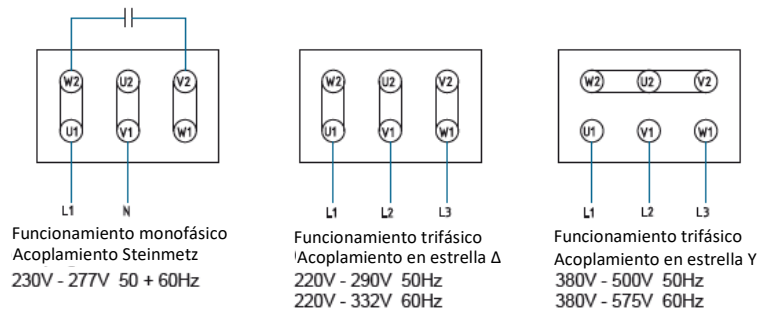 W2 U2 V2
U1 V1 W1
L1 N
Funcionamiento monofásico
Acoplamiento Steinmetz
230V - 277V 50 + 60Hz
W2 U2 V2
U1 V1 W1
L1 L2 L3
Funcionamiento trifásico
Acoplamiento en estrella Δ
220V - 290V 50Hz
220V - 332V 60Hz
W2 U2 V2
U1 V1 W1
L1 L2 L3
Funcionamiento trifásico
Acoplamiento en estrella Y
380V - 500V 50Hz
380V - 575V 60Hz